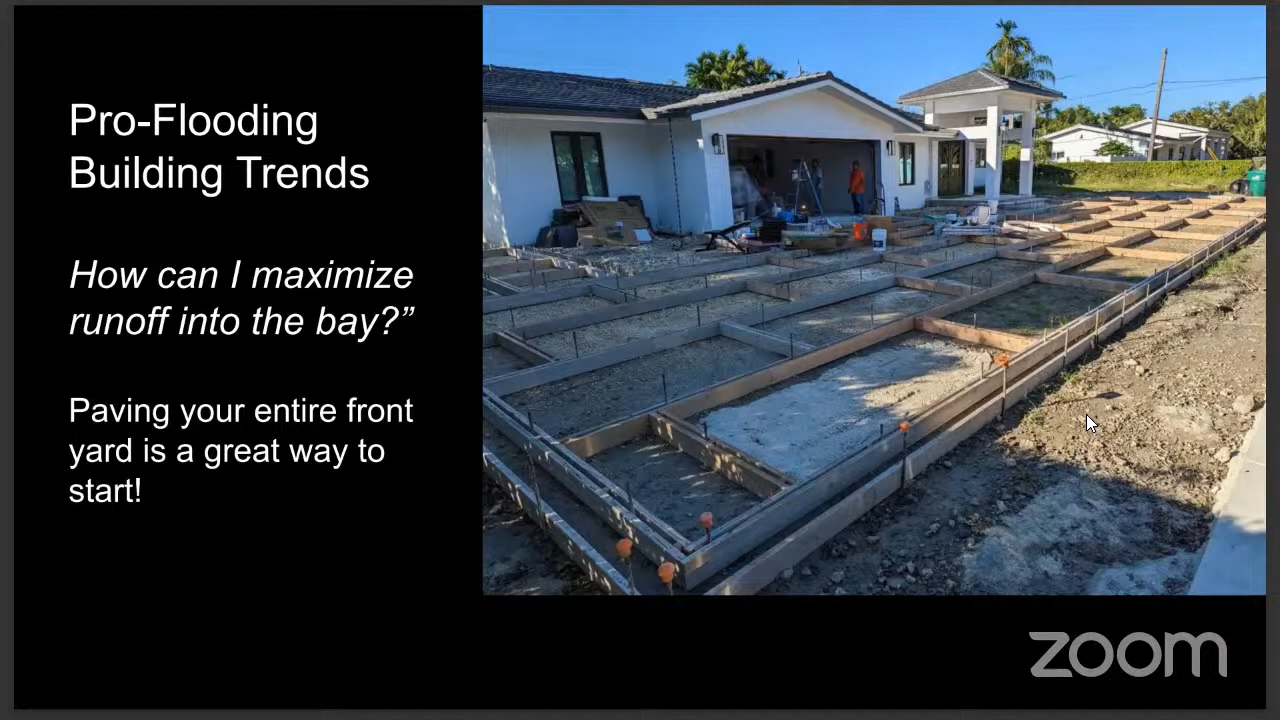 Pro-Flooding
Building Trends
How can I maximize
runoff into the bay?”
Paving your entire front
yard is a great way to
start!
zoom